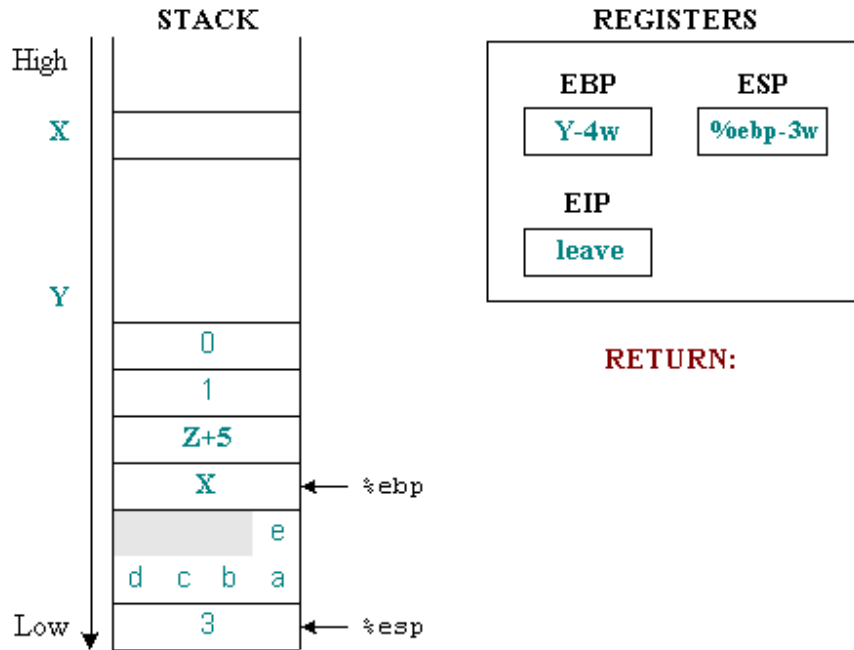 STACK
REGISTERS
High
EBP ESP
X
Y-4w %ebp-3w
EIP
leave
Y
0
RETURN:
1
Z+5
X %ebp
e
d c b a
Low 3 %esp